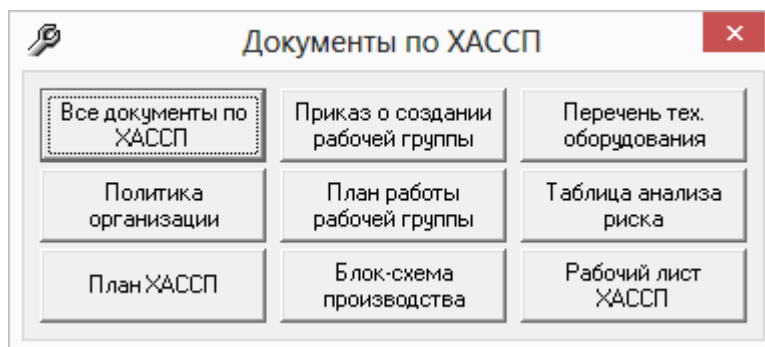 Документы по ХАССП
Все документы по
ХАССП
Приказ о создании
рабочей группы
Перечень тех.
оборудования
Политика
организации
План работы
рабочей группы
Таблица анализа
риска
План ХАССП
Блок-схема
производства
Рабочий лист
ХАССП